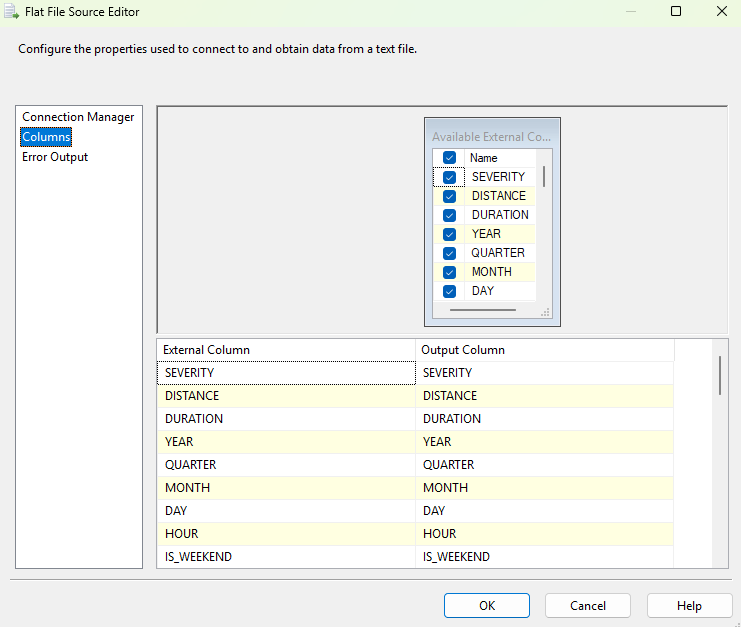 Flat File Source Editor
Configure the properties used to connect to and obtain data from a text file.
Connection Manager
Columns
Error Output
Available External Co...
Name
SEVERITY
DISTANCE
DURATION
YEAR
QUARTER
MONTH
DAY
External Column Output Column
SEVERITY SEVERITY
DISTANCE DISTANCE
DURATION DURATION
YEAR YEAR
QUARTER QUARTER
MONTH MONTH
DAY DAY
HOUR HOUR
IS_WEEKEND IS_WEEKEND
OK Cancel Help